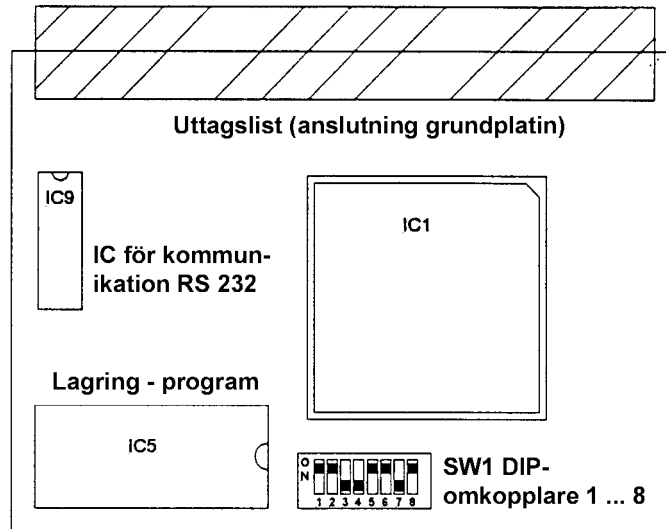 Uttagslist (anslutning grundplatin)
IC9
IC för kommun-
ikation RS 232
IC1
Lagring - program
IC5
ON
1 2 3 4 5 6 7 8
SW1 DIP-
omkopplare 1 ... 8